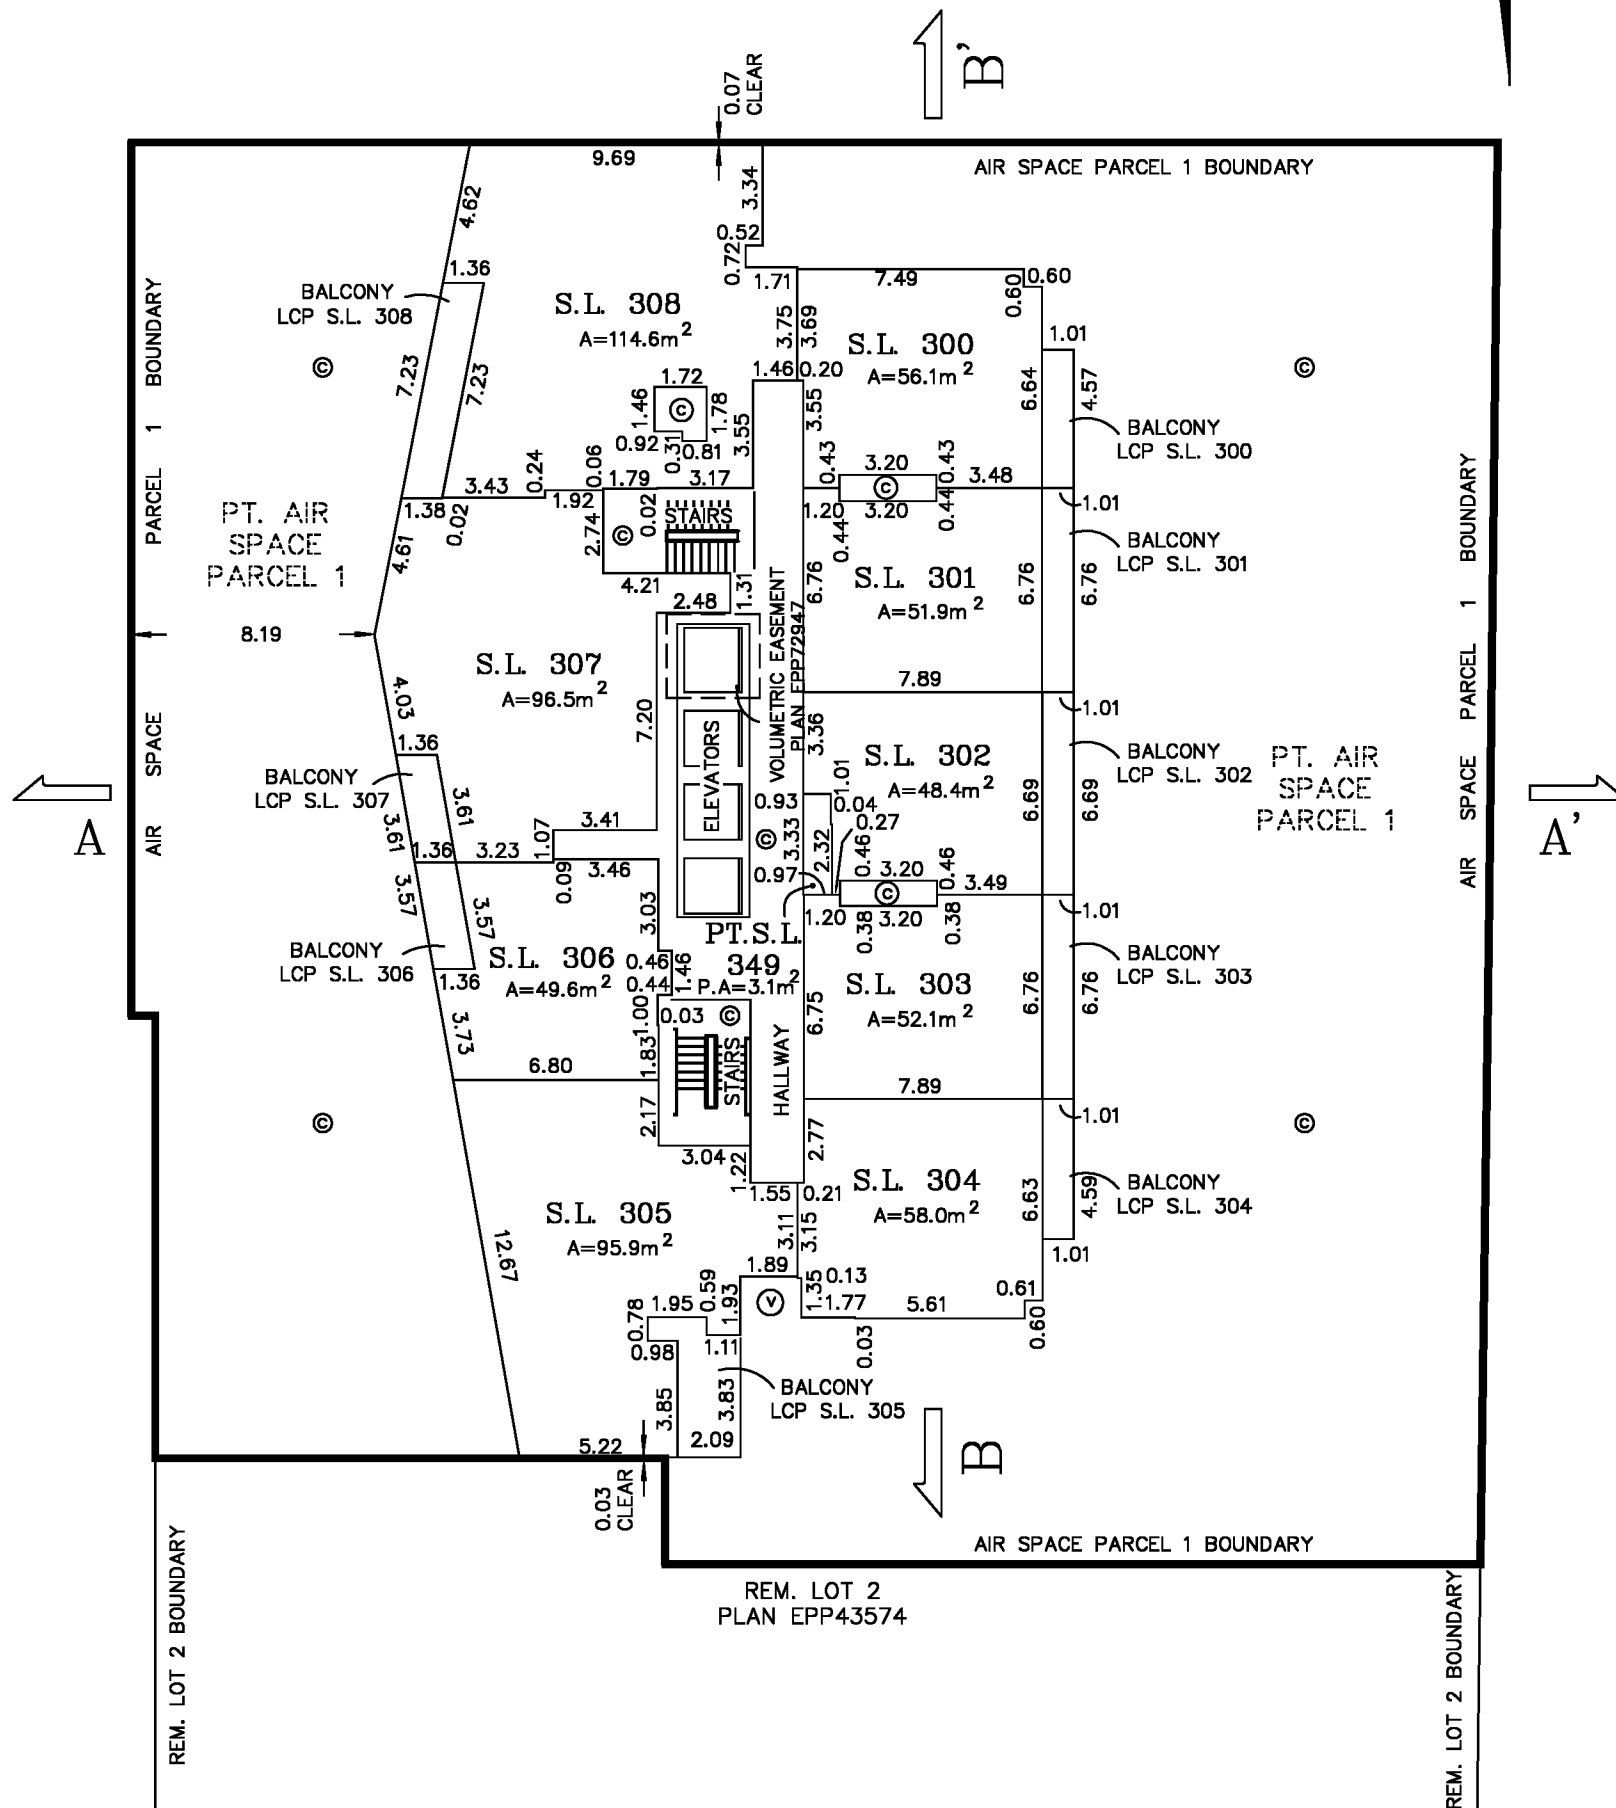 B'
0.07
CLEAR
9.69
AIR SPACE PARCEL 1 BOUNDARY
4.62
3.34
0.52
0.72
1.71
7.49
0.60
0.60
1.36
BALCONY
LCP S.L. 308
S.L. 308
A=114.6m²
3.75
3.69
S.L. 300
A=56.1m²
1.01
6.64
4.57
BALCONY
LCP S.L. 300
AIR SPACE PARCEL 1 BOUNDARY
©
7.23
7.23
1.72
1.46
©
1.78
0.92
0.31
0.81
1.46
0.20
3.55
3.55
©
3.43
0.24
1.92
0.06
1.79
0.02
3.17
0.43
3.20
0.43
©
3.48
1.20
0.44
3.20
0.44
1.01
1.38
0.02
4.61
PT. AIR
SPACE
PARCEL 1
2.74
©
STAIRS
4.21
2.48
1.31
6.76
S.L. 301
A=51.9m²
6.76
6.76
BALCONY
LCP S.L. 301
AIR SPACE PARCEL 1 BOUNDARY
8.19
S.L. 307
A=96.5m²
4.03
7.20
VOLUMETRIC EASEMENT
PLAN EPP72947
ELEVATORS
7.89
1.01
3.36
S.L. 302
A=48.4m²
6.69
6.69
BALCONY
LCP S.L. 302
PT. AIR
SPACE
PARCEL 1
A
A'
1.36
BALCONY
LCP S.L. 307
3.61
3.61
1.36
3.23
1.07
3.41
0.09
3.46
0.93
©
3.33
0.97
1.01
0.04
0.27
2.32
0.46
3.20
0.46
©
3.49
1.20
0.38
3.20
0.38
1.01
3.57
3.57
BALCONY
LCP S.L. 306
1.36
S.L. 306
A=49.6m²
3.03
0.46
1.46
0.44
1.00
0.03
©
PT.S.L.
349
P.A=3.1m²
6.75
S.L. 303
A=52.1m²
6.76
6.76
BALCONY
LCP S.L. 303
3.73
6.80
1.83
STAIRS
HALLWAY
7.89
1.01
©
©
2.17
3.04
1.22
1.55
0.21
2.77
S.L. 304
A=58.0m²
6.63
4.59
BALCONY
LCP S.L. 304
1.01
S.L. 305
A=95.9m²
12.67
3.11
3.15
1.89
V
1.35
0.13
1.77
0.03
5.61
0.61
0.60
1.95
0.59
1.93
0.78
0.98
1.11
3.85
3.83
2.09
BALCONY
LCP S.L. 305
5.22
0.03
CLEAR
B
AIR SPACE PARCEL 1 BOUNDARY
REM. LOT 2
PLAN EPP43574
REM. LOT 2 BOUNDARY
REM. LOT 2 BOUNDARY